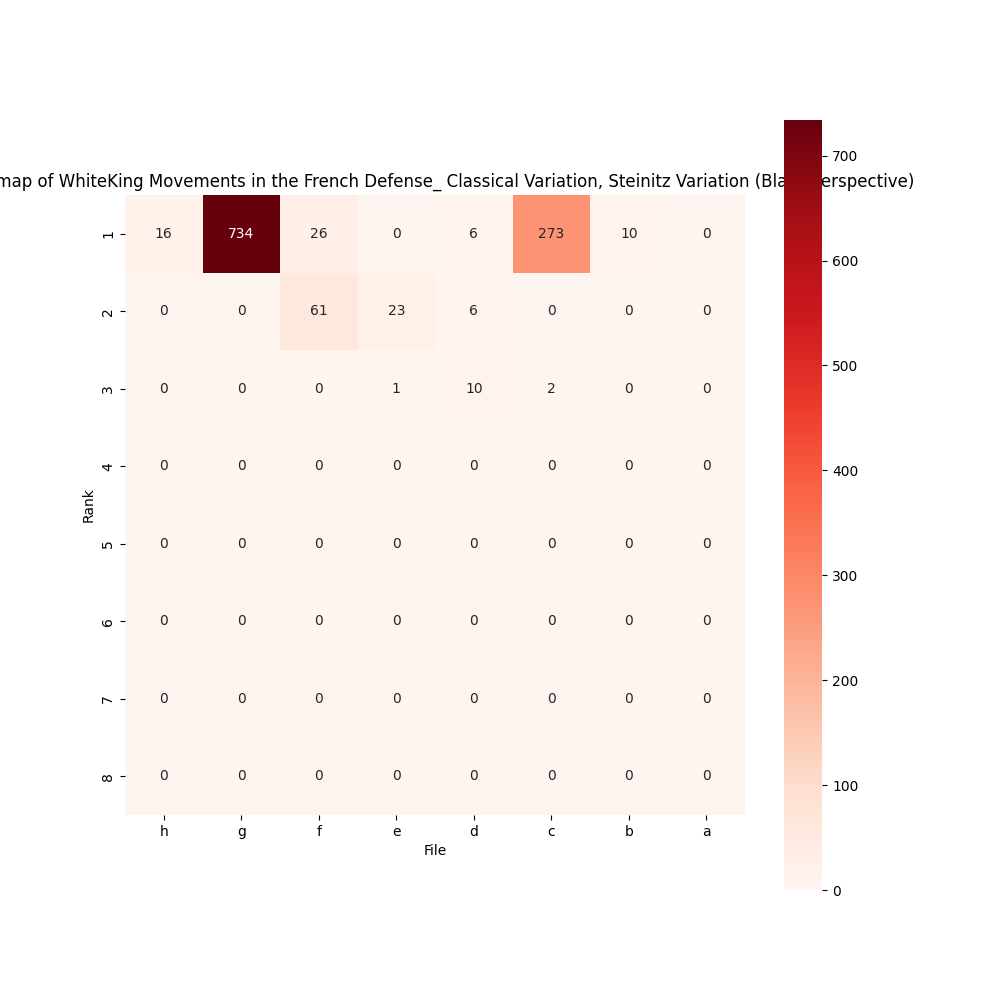 map of WhiteKing Movements in the French Defense_ Classical Variation, Steinitz Variation (Bla erspective)
700
600
500
400
300
200
100
0
1 16 734 26 0 6 273 10 0
2 0 0 61 23 6 0 0 0
3 0 0 0 1 10 2 0 0
4 0 0 0 0 0 0 0 0
5 0 0 0 0 0 0 0 0
6 0 0 0 0 0 0 0 0
7 0 0 0 0 0 0 0 0
8 0 0 0 0 0 0 0 0
Rank
h g f e d c b a
File